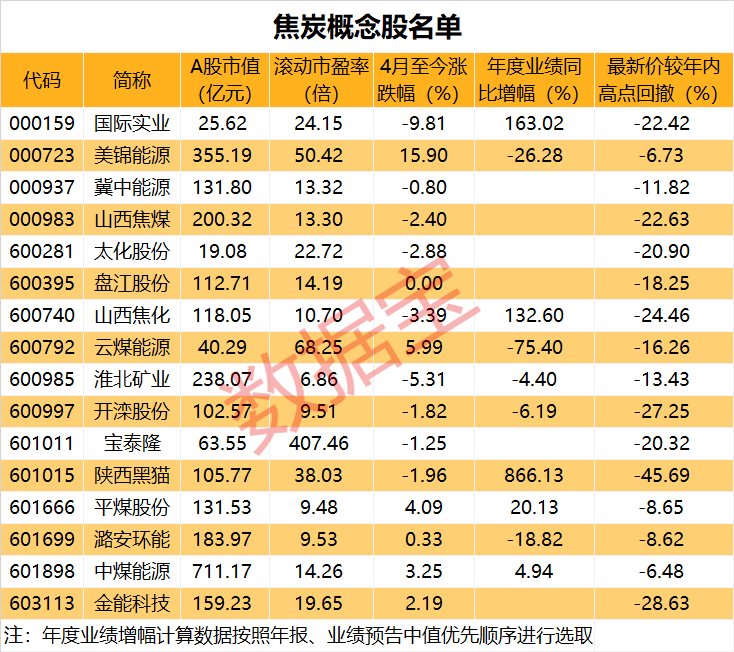 焦炭概念股名单
代码 简称 A股市值(亿元) 滚动市盈率(倍) 4月至今涨跌幅（%） 年度业绩同比增幅（%） 最新价较年内高点回撤（%）
000159 国际实业 25.62 24.15 -9.81 163.02 -22.42
000723 美锦能源 355.19 50.42 15.90 -26.28 -6.73
000937 冀中能源 131.80 13.32 -0.80 -11.82
000983 山西焦煤 200.32 13.30 -2.40 -22.63
600281 太化股份 19.08 22.72 -2.88 -20.90
600395 盘江股份 112.71 14.19 0.00 -18.25
600740 山西焦化 118.05 10.70 -3.39 132.60 -24.46
600792 云煤能源 40.29 68.25 5.99 -75.40 -16.26
600985 淮北矿业 238.07 6.86 -5.31 -4.40 -13.43
600997 开滦股份 102.57 9.51 -1.82 -6.19 -27.25
601011 宝泰隆 63.55 407.46 -1.25 -20.32
601015 陕西黑猫 105.77 38.03 -1.96 866.13 -45.69
601666 平煤股份 131.53 9.48 4.09 20.13 -8.65
601699 潞安环能 183.97 9.53 0.33 -18.82 -8.62
601898 中煤能源 711.17 14.26 3.25 4.94 -6.48
603113 金能科技 159.23 19.65 2.19 -28.63
注：年度业绩增幅计算数据按照年报、业绩预告中值优先顺序进行选取
数据宝